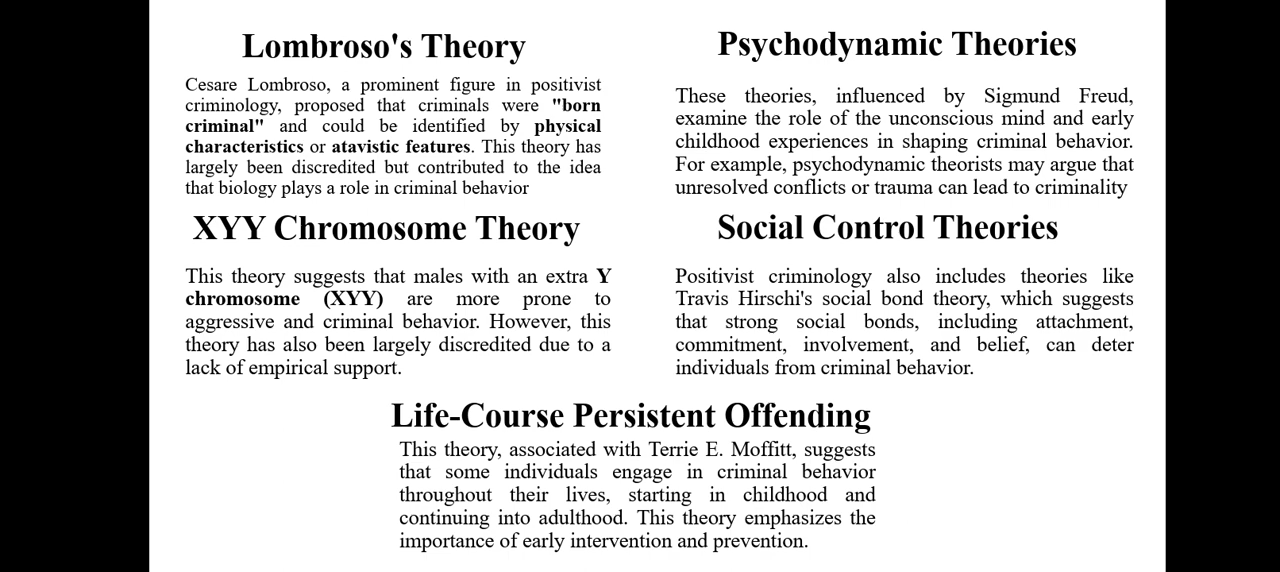 Lombroso's Theory
Cesare Lombroso, a prominent figure in positivist
criminology, proposed that criminals were "born
criminal" and could be identified by physical
characteristics or atavistic features. This theory has
largely been discredited but contributed to the idea
that biology plays a role in criminal behavior
Psychodynamic Theories
These theories, influenced by Sigmund Freud,
examine the role of the unconscious mind and early
childhood experiences in shaping criminal behavior.
For example, psychodynamic theorists may argue that
unresolved conflicts or trauma can lead to criminality
XYY Chromosome Theory
This theory suggests that males with an extra Y
chromosome (XYY) are more prone to
aggressive and criminal behavior. However, this
theory has also been largely discredited due to a
lack of empirical support.
Social Control Theories
Positivist criminology also includes theories like
Travis Hirschi's social bond theory, which suggests
that strong social bonds, including attachment,
commitment, involvement, and belief, can deter
individuals from criminal behavior.
Life-Course Persistent Offending
This theory, associated with Terrie E. Moffitt, suggests
that some individuals engage in criminal behavior
throughout their lives, starting in childhood and
continuing into adulthood. This theory emphasizes the
importance of early intervention and prevention.